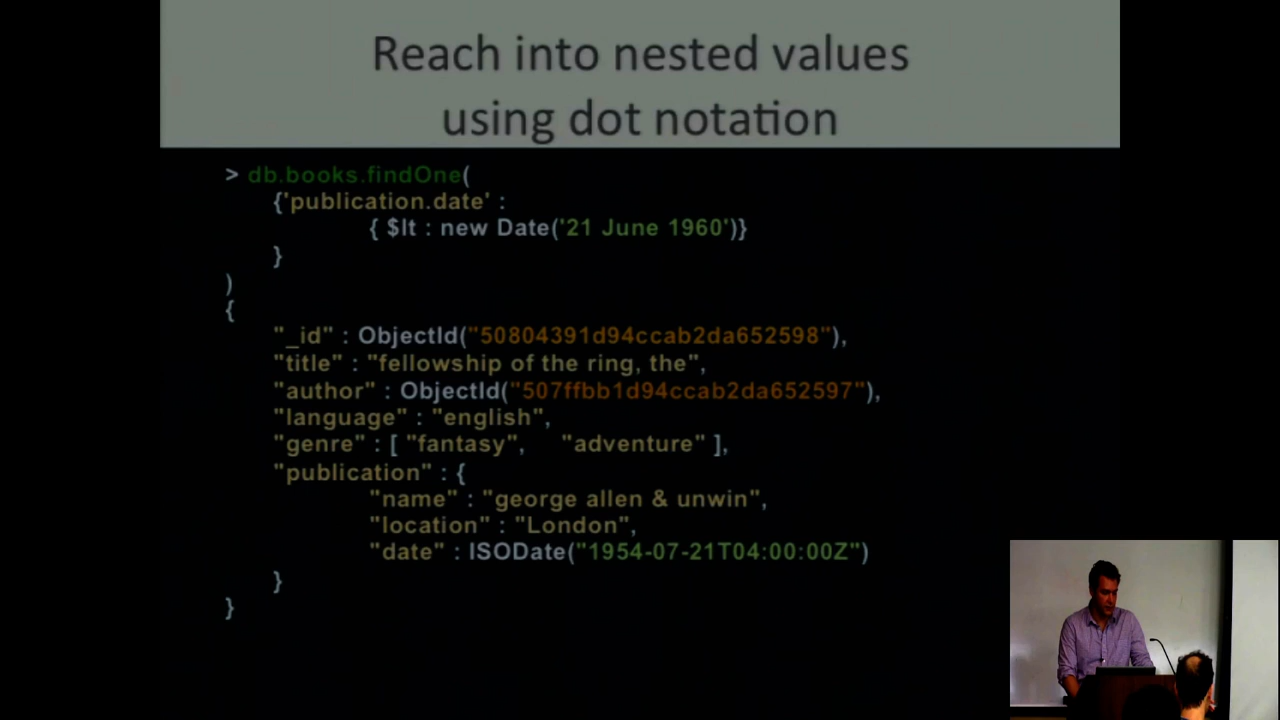 Reach into nested values
using dot notation
> db.books.findOne(
{'publication.date' :
{ $lt : new Date('21 June 1960')}
}
)
{
"_id" : ObjectId("50804391d94ccab2da652598"),
"title" : "fellowship of the ring, the",
"author" : ObjectId("507ffbb1d94ccab2da652597"),
"language" : "english",
"genre" : [ "fantasy", "adventure" ],
"publication" : {
"name" : "george allen & unwin",
"location" : "London",
"date" : ISODate("1954-07-21T04:00:00Z")
}
}